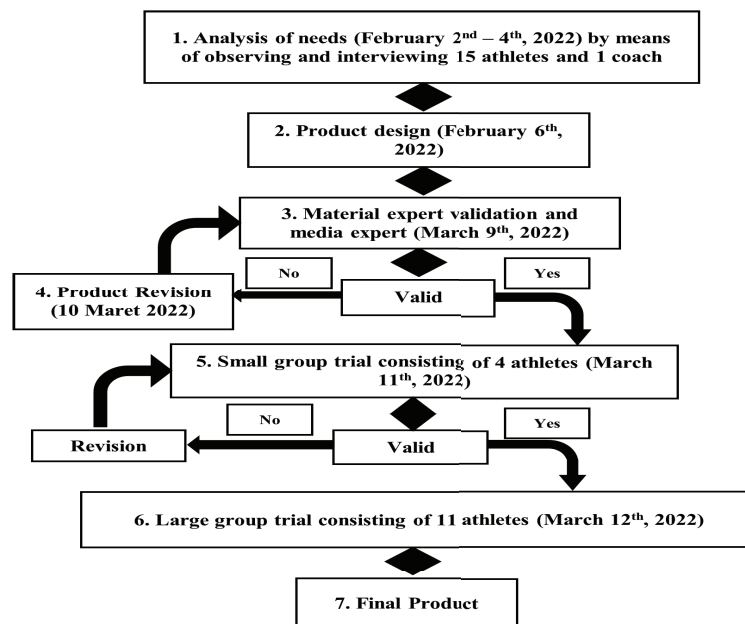 1. Analysis of needs (February 2nd – 4th, 2022) by means
of observing and interviewing 15 athletes and 1 coach
2. Product design (February 6th,
2022)
3. Material expert validation and
media expert (March 9th, 2022)
No
Yes
4. Product Revision
(10 Maret 2022)
Valid
5. Small group trial consisting of 4 athletes (March
11th, 2022)
No
Yes
Revision
Valid
6. Large group trial consisting of 11 athletes (March 12th, 2022)
7. Final Product